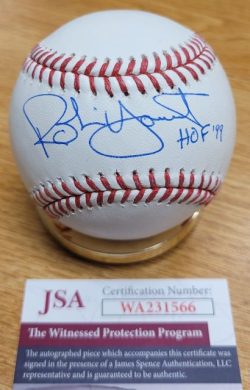 Robin Yount
HOF '99
JSA
Certification Number:
WA231566
The Witnessed Protection Program
The autographed piece which accompanies this certificate was
signed in the presence of a James Spence Authentication, LLC
representative and is guaranteed to be authentic.